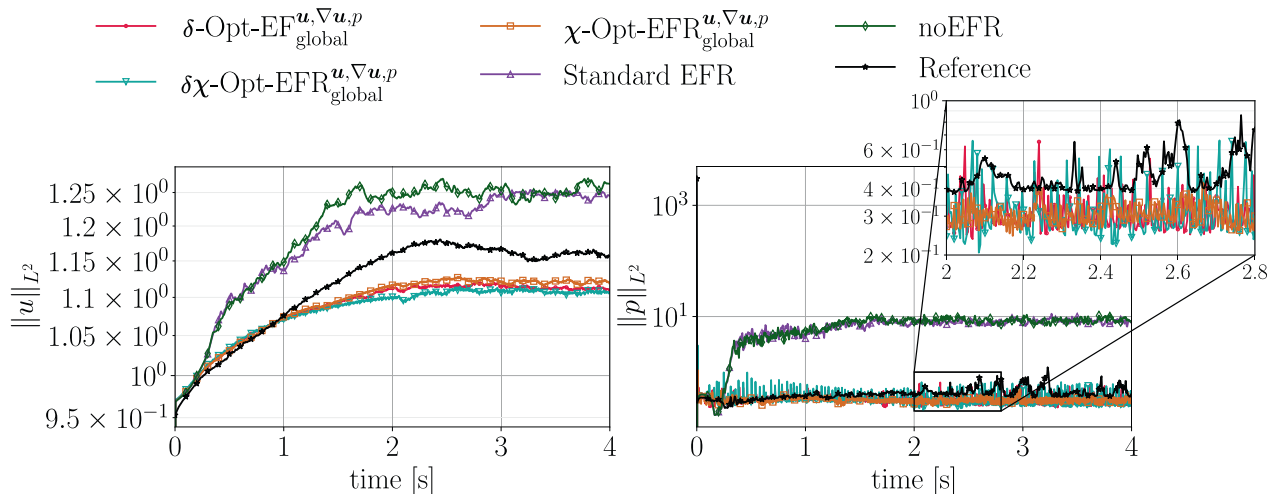 δ-Opt-EF^{u,∇u,p}_{global}
χ-Opt-EFR^{u,∇u,p}_{global}
noEFR
δχ-Opt-EFR^{u,∇u,p}_{global}
Standard EFR
Reference
10^0
6 × 10^{-1}
4 × 10^{-1}
3 × 10^{-1}
2 × 10^{-1}
2 2.2 2.4 2.6 2.8
1.25 × 10^0
1.20 × 10^0
1.15 × 10^0
1.10 × 10^0
1.05 × 10^0
10^0
9.5 × 10^{-1}
‖u‖_{L^2}
0 1 2 3 4
time [s]
10^3
10^1
‖p‖_{L^2}
0 1 2 3 4
time [s]